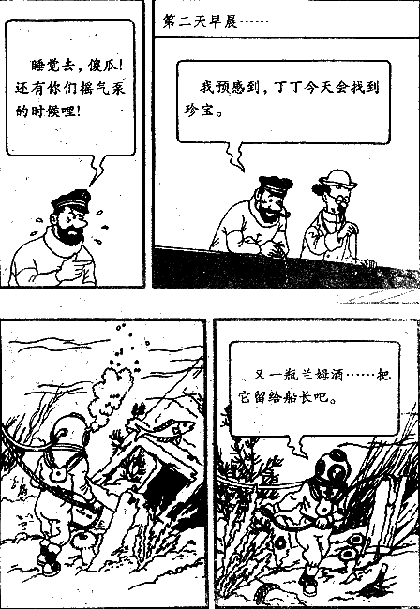 睡觉去，傻瓜！
还有你们摇气泵
的时候哩！
第二天早晨……
我预感到，丁丁今天会找到
珍宝。
又一瓶兰姆酒……把
它留给船长吧。